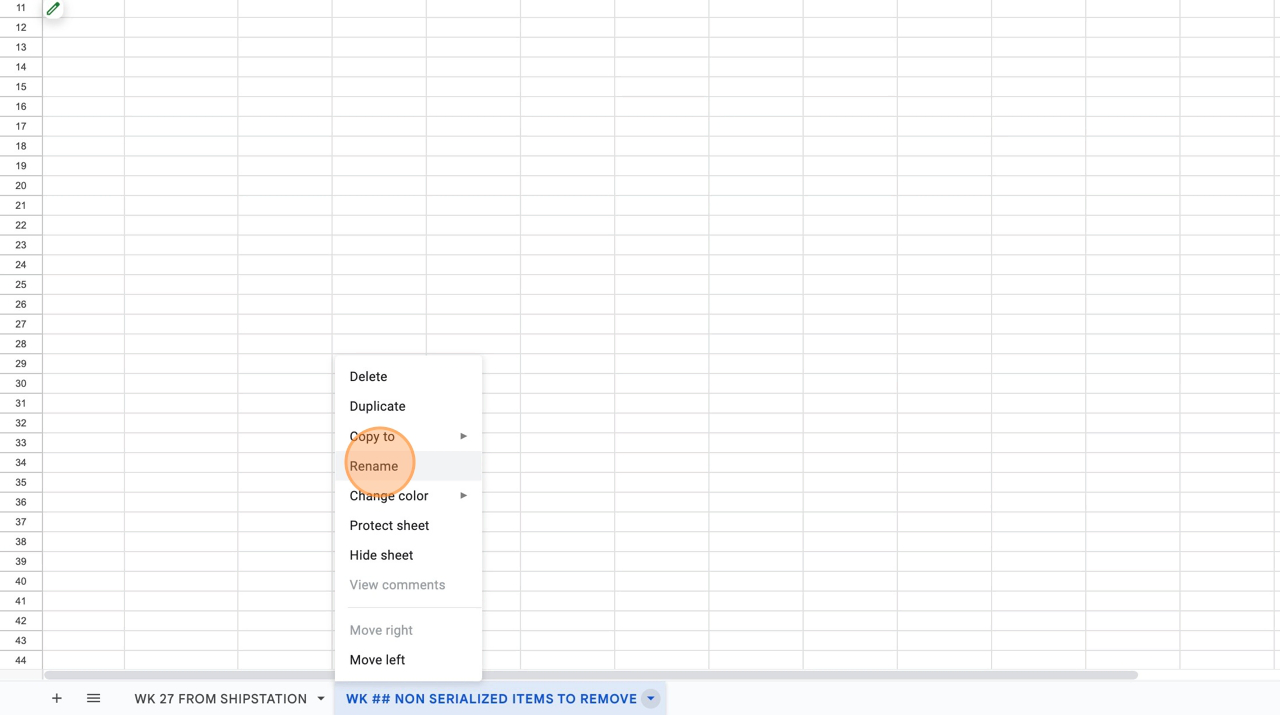 11
12
13
14
15
16
17
18
19
20
21
22
23
24
25
26
27
28
29
30
31
32
33
34
35
36
37
38
39
40
41
42
43
44
Delete
Duplicate
Copy to
Rename
Change color
Protect sheet
Hide sheet
View comments
Move right
Move left
WK 27 FROM SHIPSTATION
WK ## NON SERIALIZED ITEMS TO REMOVE